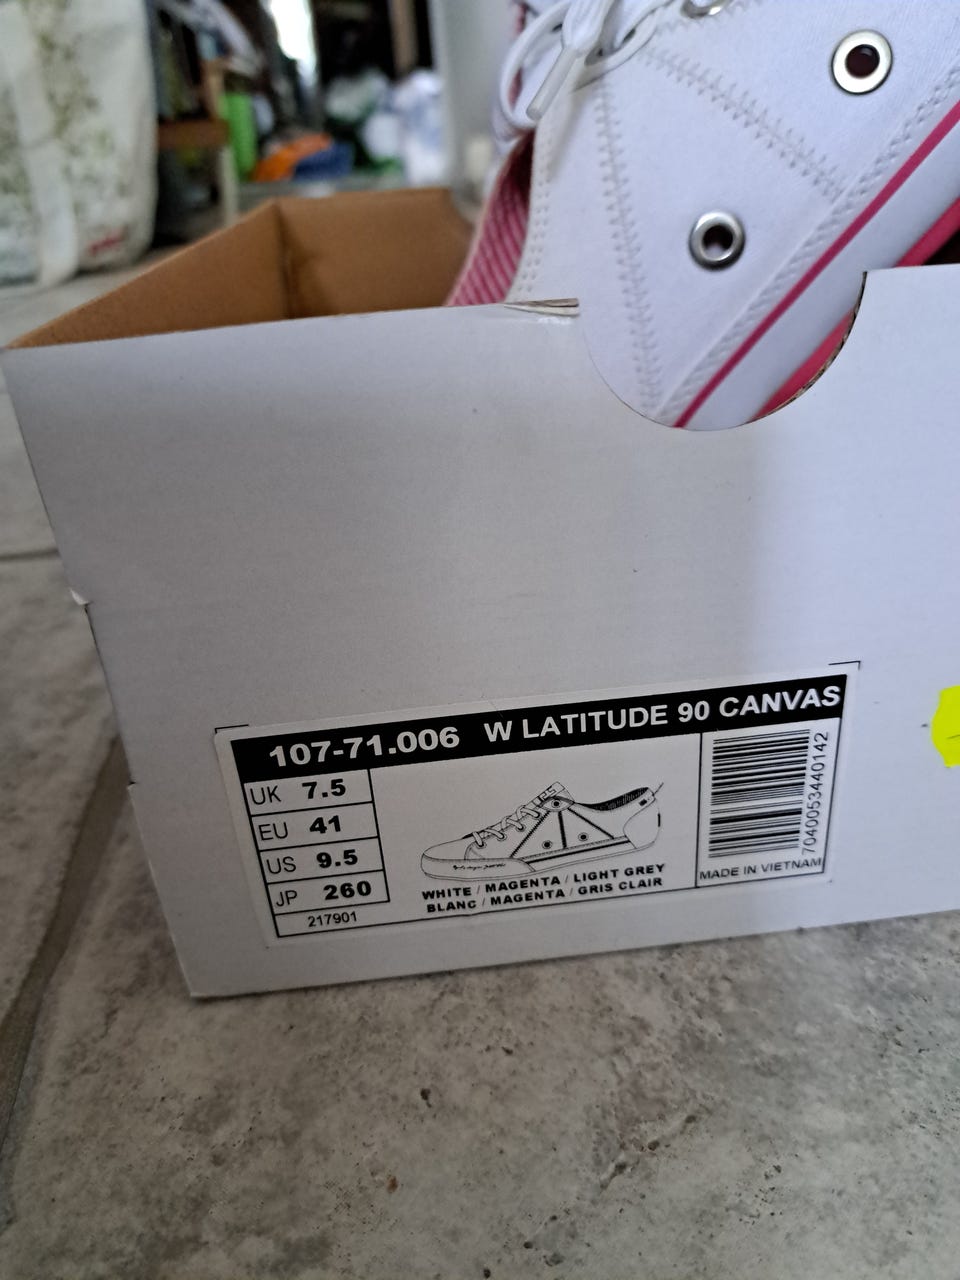 107-71.006 W LATITUDE 90 CANVAS
UK 7.5
EU 41
US 9.5
JP 260
217901
WHITE / MAGENTA / LIGHT GREY
BLANC / MAGENTA / GRIS CLAIR
7040053440142
MADE IN VIETNAM